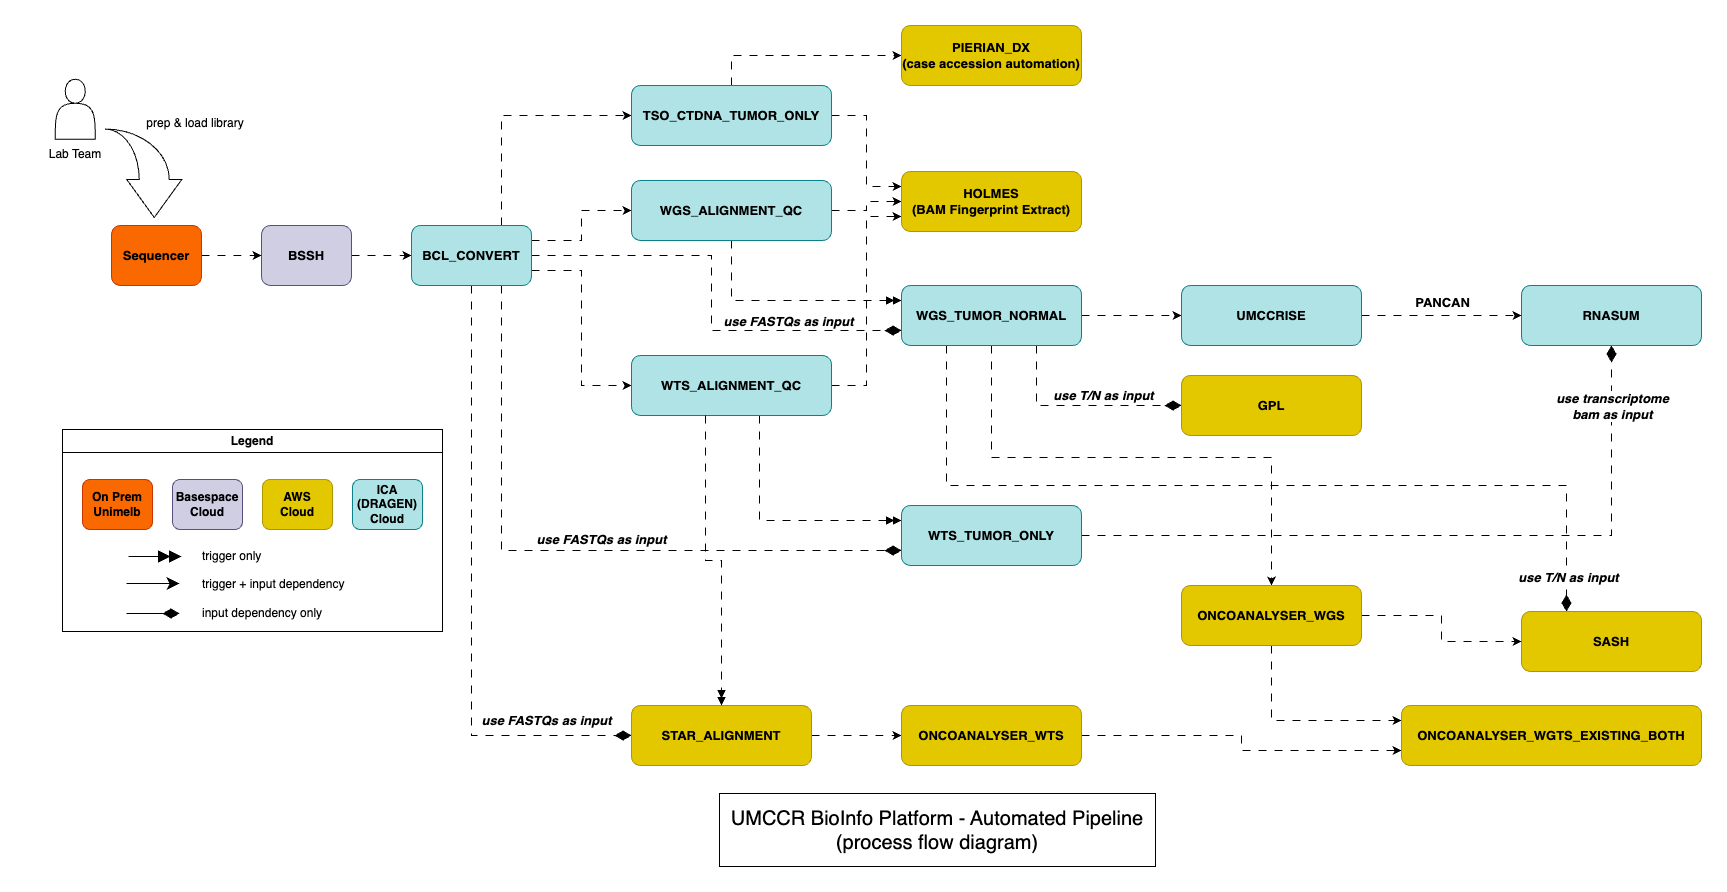 PIERIAN_DX
(case accession automation)
TSO_CTDNA_TUMOR_ONLY
prep & load library
Lab Team
HOLMES
(BAM Fingerprint Extract)
WGS_ALIGNMENT_QC
Sequencer
BSSH
BCL_CONVERT
PANCAN
use FASTQs as input
WGS_TUMOR_NORMAL
UMCCRISE
RNASUM
WTS_ALIGNMENT_QC
use T/N as input
GPL
use transcriptome
bam as input
Legend
On Prem
Unimelb
Basespace
Cloud
AWS
Cloud
ICA
(DRAGEN)
Cloud
trigger only
trigger + input dependency
input dependency only
use FASTQs as input
WTS_TUMOR_ONLY
use T/N as input
ONCOANALYSER_WGS
SASH
use FASTQs as input
STAR_ALIGNMENT
ONCOANALYSER_WTS
ONCOANALYSER_WGTS_EXISTING_BOTH
UMCCR BioInfo Platform - Automated Pipeline
(process flow diagram)